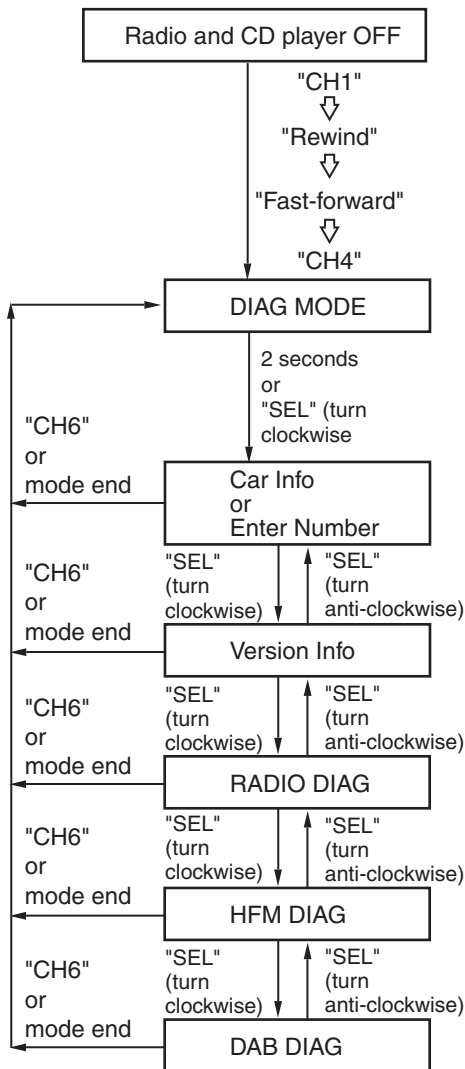 Radio and CD player OFF
"CH1"
"Rewind"
"Fast-forward"
"CH4"
DIAG MODE
2 seconds
or
"SEL" (turn
clockwise
"CH6"
or
mode end
Car Info
or
Enter Number
"SEL"
(turn
clockwise)
"SEL"
(turn
anti-clockwise)
"CH6"
or
mode end
Version Info
"SEL"
(turn
clockwise)
"SEL"
(turn
anti-clockwise)
"CH6"
or
mode end
RADIO DIAG
"SEL"
(turn
clockwise)
"SEL"
(turn
anti-clockwise)
"CH6"
or
mode end
HFM DIAG
"SEL"
(turn
clockwise)
"SEL"
(turn
anti-clockwise)
"CH6"
or
mode end
DAB DIAG